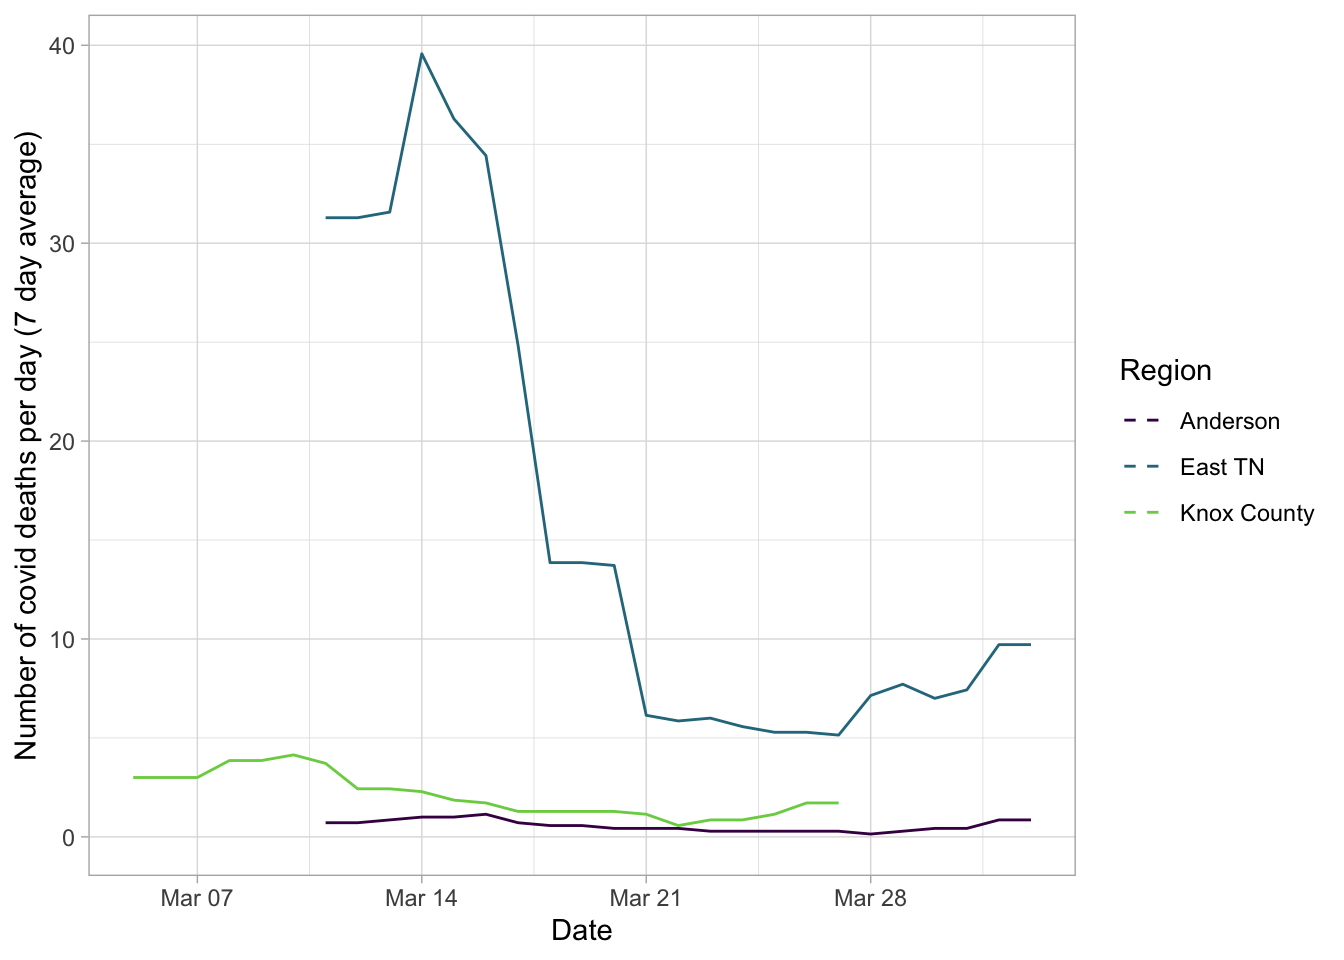 Number of covid deaths per day (7 day average)
40
30
20
10
0
Mar 07
Mar 14
Mar 21
Mar 28
Date
Region
Anderson
East TN
Knox County